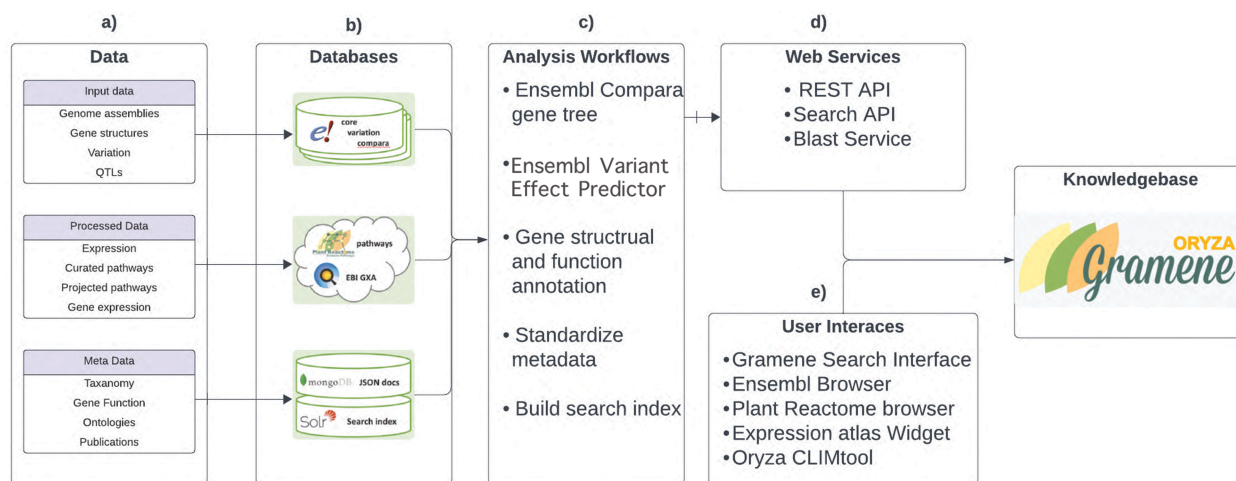 a)
Data
Input data
Genome assemblies
Gene structures
Variation
QTLs
Processed Data
Expression
Curated pathways
Projected pathways
Gene expression
Meta Data
Taxanomy
Gene Function
Ontologies
Publications
b)
Databases
e!
core
variation
compara
Plant Reactome
pathways
EBI GXA
mongoDB
JSON docs
Solr
Search index
c)
Analysis Workflows
• Ensembl Compara
gene tree
•Ensembl Variant
Effect Predictor
• Gene structrual
and function
annotation
• Standardize
metadata
• Build search index
d)
Web Services
• REST API
•Search API
•Blast Service
e)
User Interaces
•Gramene Search Interface
•Ensembl Browser
•Plant Reactome browser
•Expression atlas Widget
•Oryza CLIMtool
Knowledgebase
ORYZA
Gramene